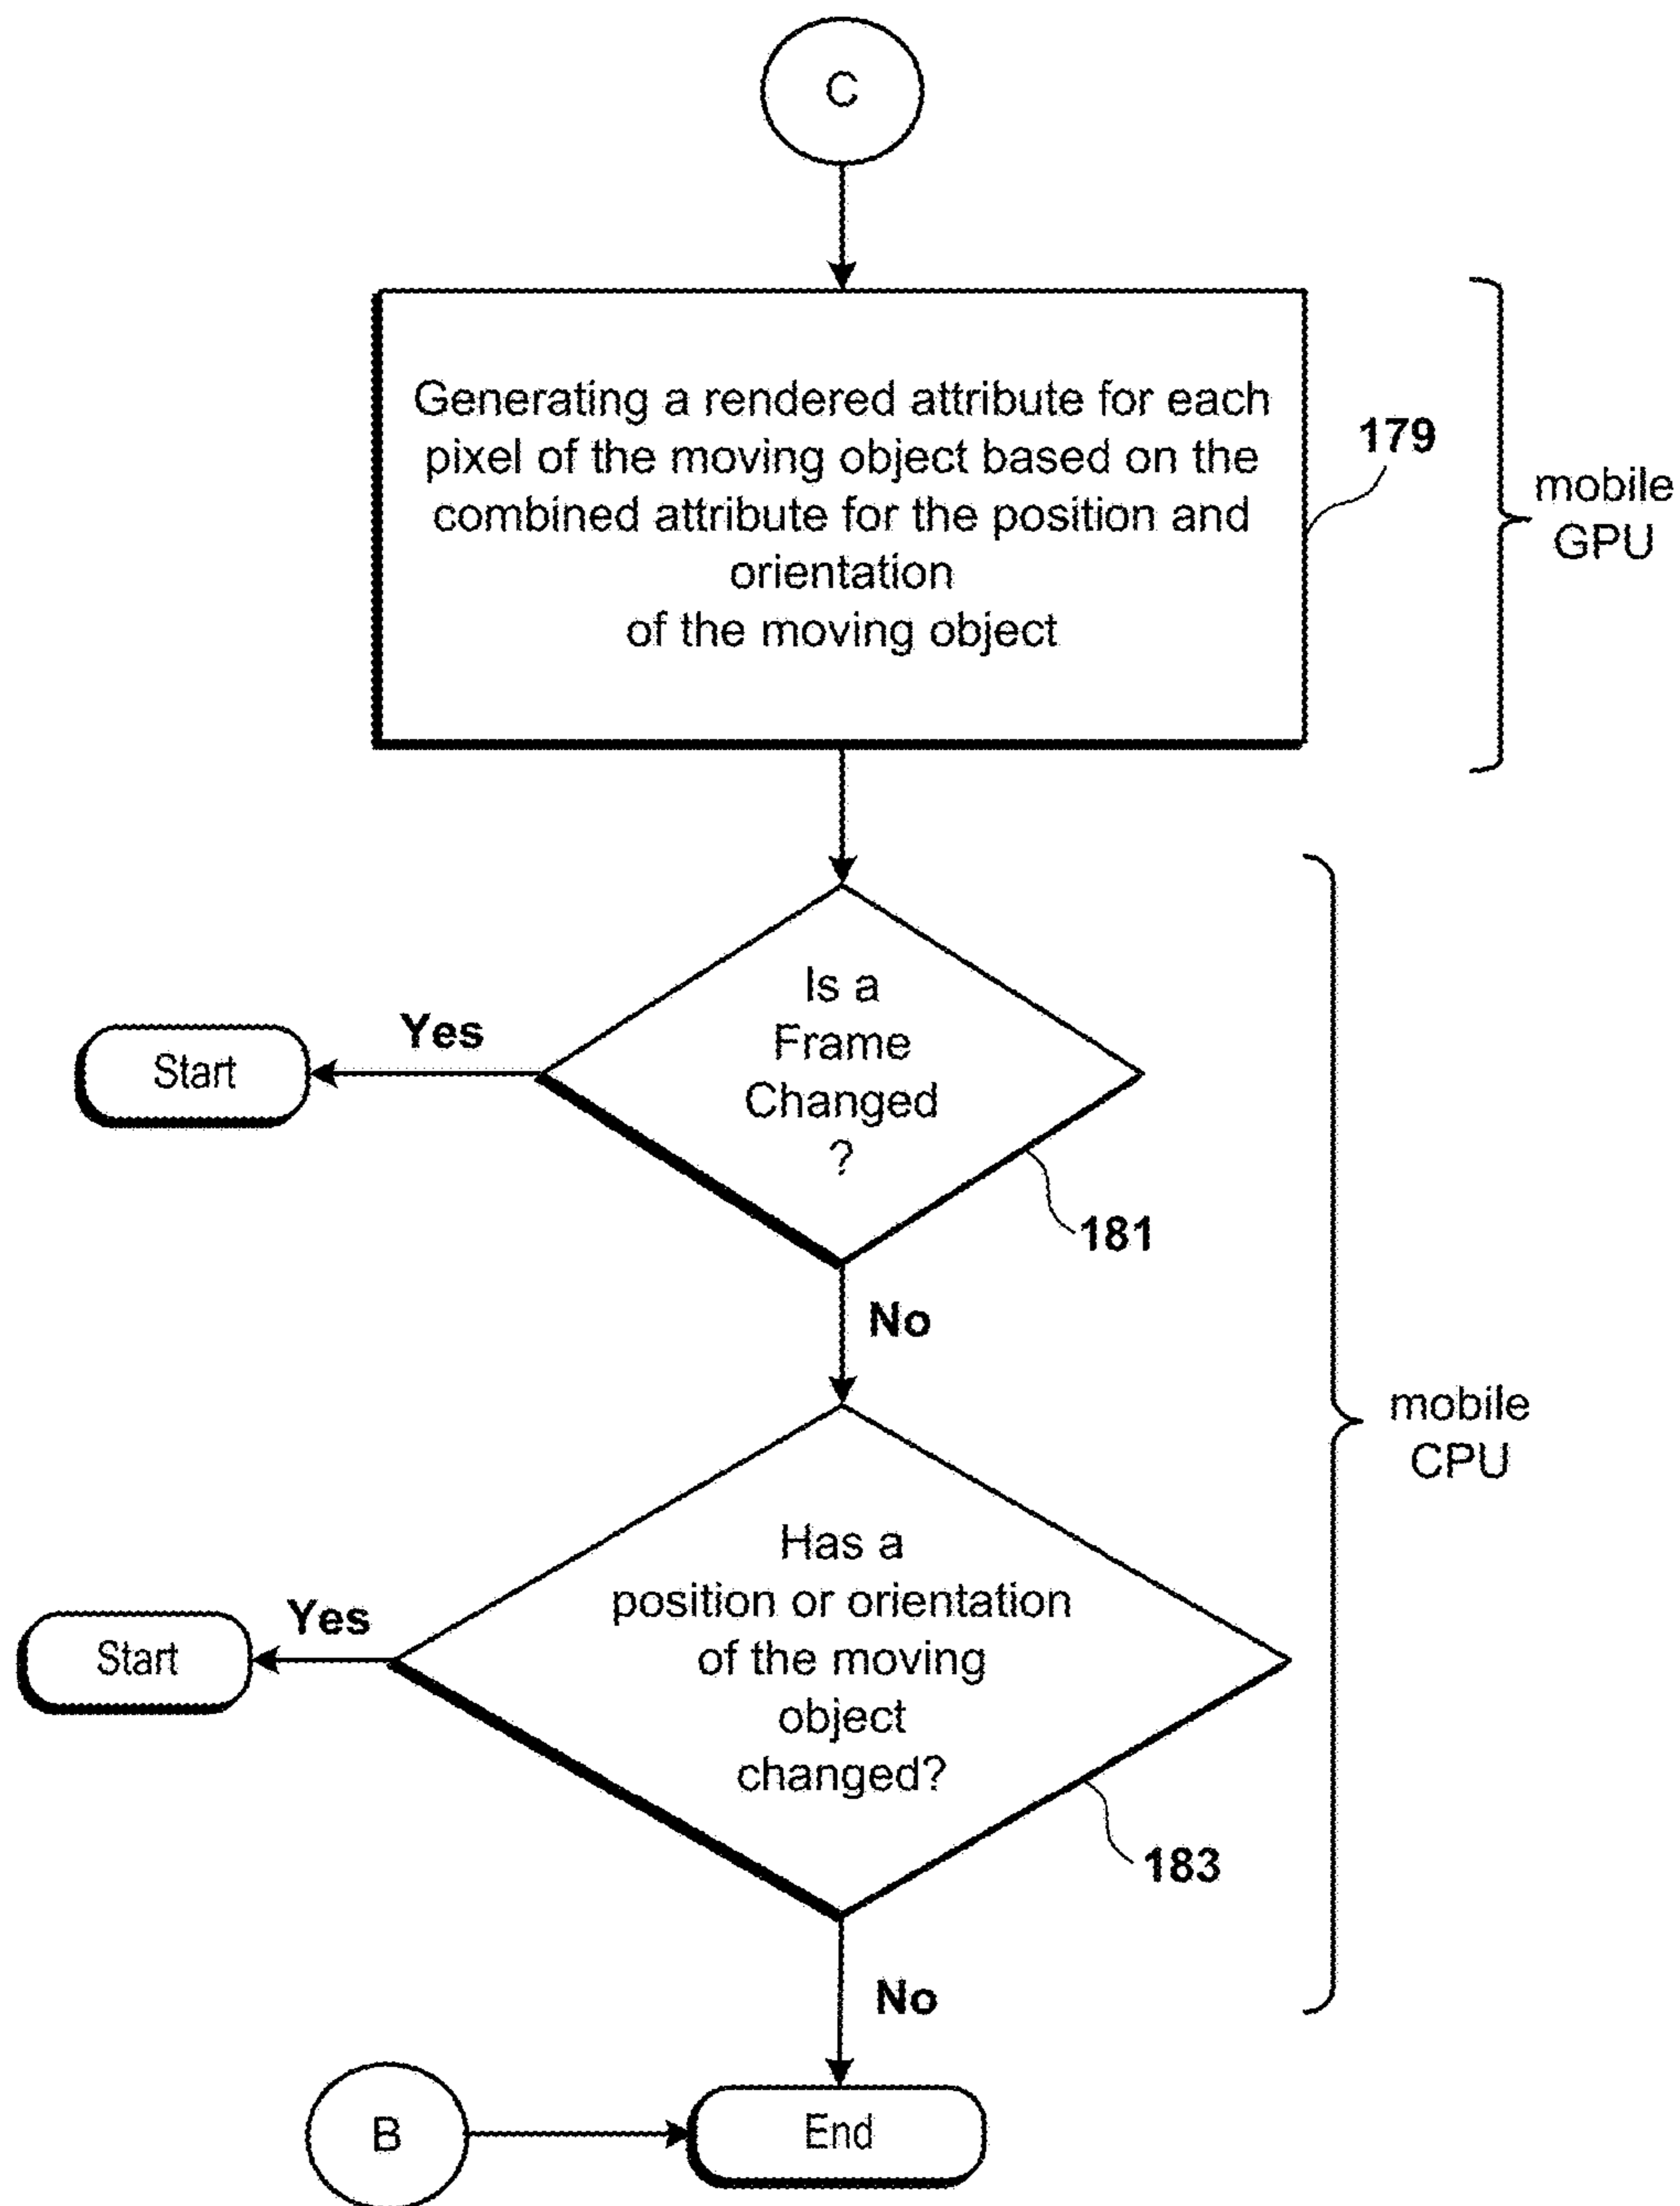 C
Generating a rendered attribute for each
pixel of the moving object based on the
combined attribute for the position and
orientation
of the moving object
179
mobile
GPU
Is a
Frame
Changed
?
Yes
Start
181
No
mobile
CPU
Has a
position or orientation
of the moving
object
changed?
Yes
Start
183
No
B
End